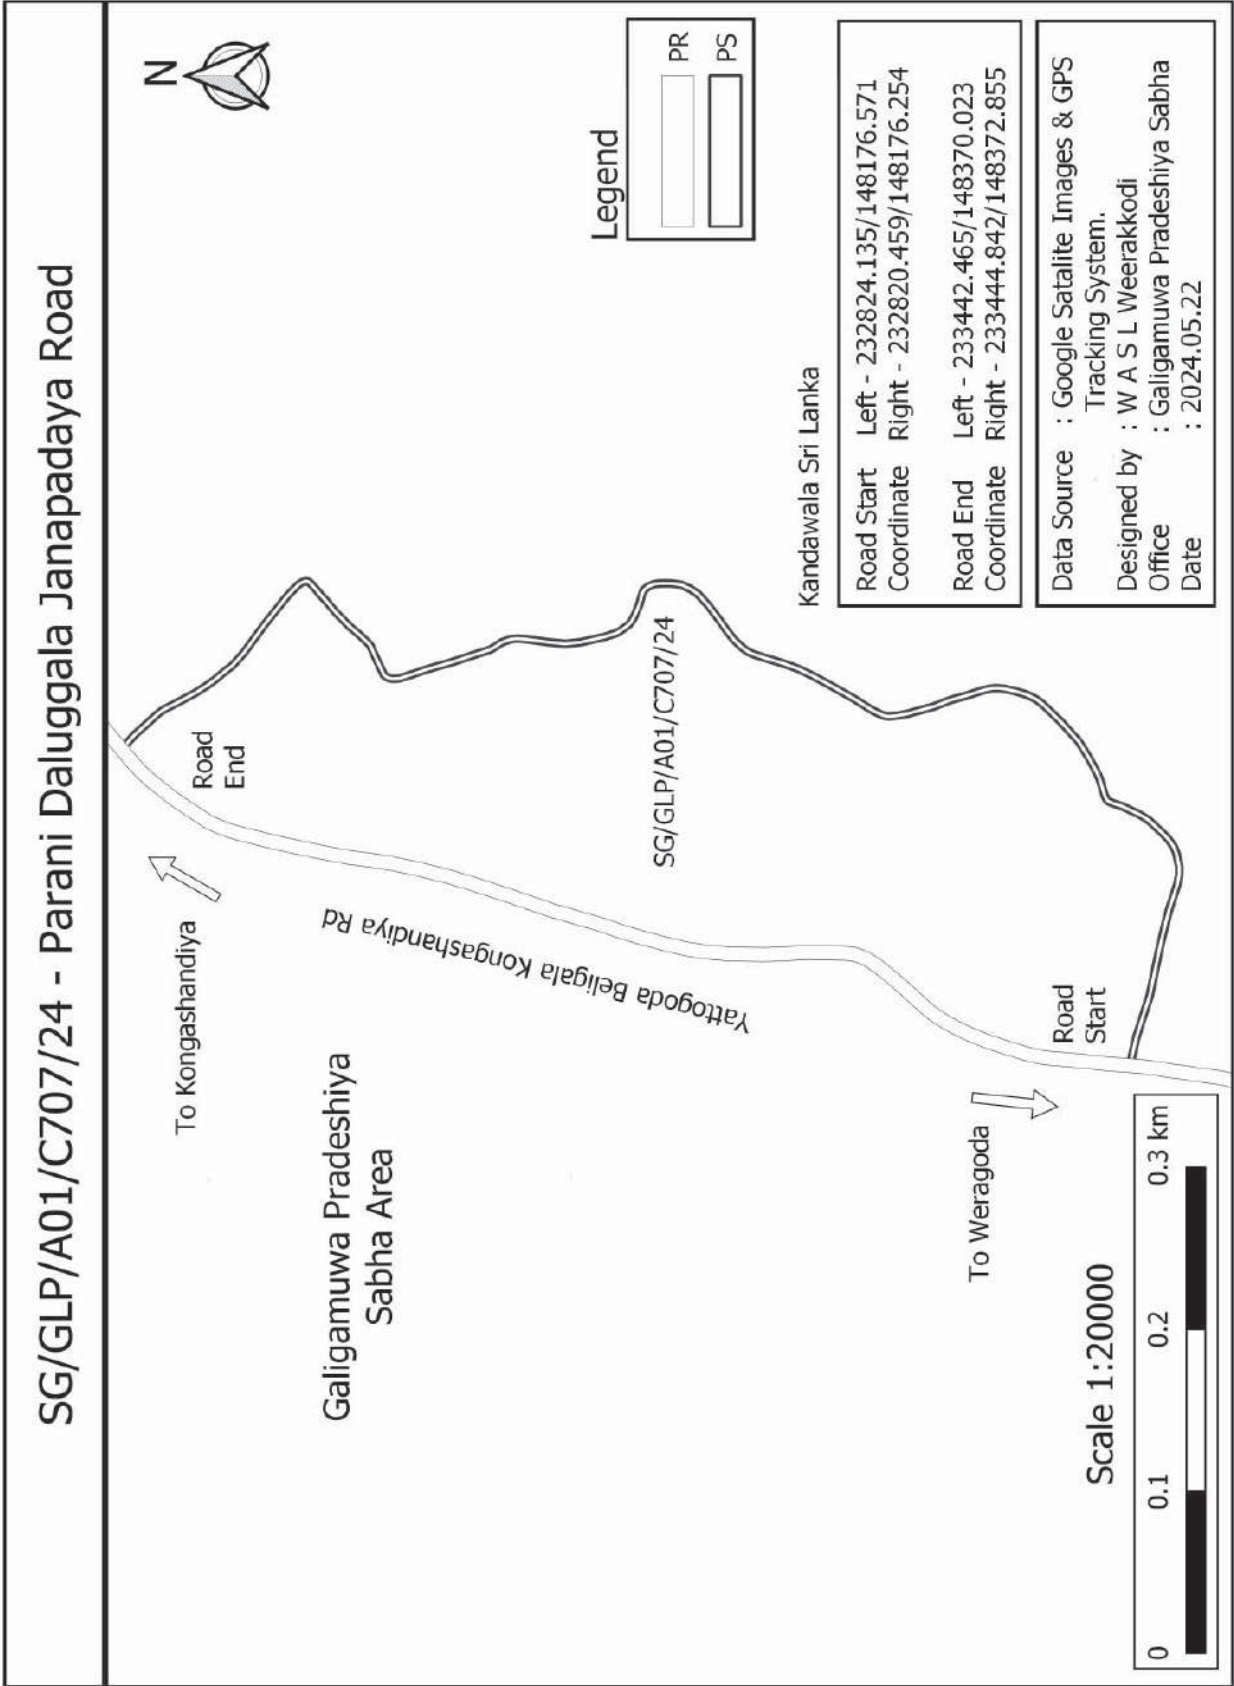 SG/GLP/A01/C707/24 - Parani Daluggala Janapadaya Road
N
To Kongashandiya
Road
End
Galigamuwa Pradeshiya
Sabha Area
Yattogoda Beligala Kongashandiya Rd
SG/GLP/A01/C707/24
Legend
PR
PS
To Weragoda
Road
Start
Kandawala Sri Lanka
Road Start Left - 232824.135/148176.571
Coordinate Right - 232820.459/148176.254
Road End Left - 233442.465/148370.023
Coordinate Right - 233444.842/148372.855
Data Source : Google Satalite Images & GPS
Tracking System.
Designed by : W A S L Weerakkodi
Office : Galigamuwa Pradeshiya Sabha
Date : 2024.05.22
Scale 1:20000
0 0.1 0.2 0.3 km